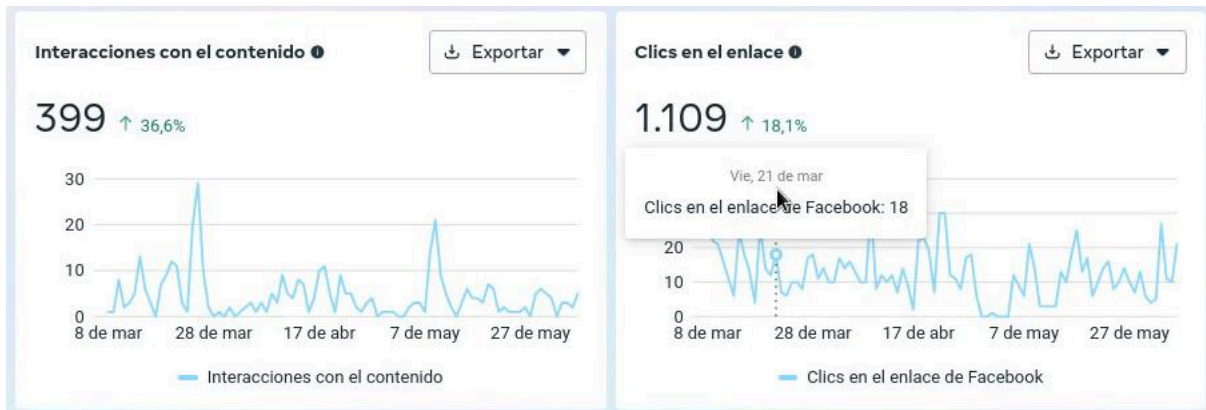 Interacciones con el contenido
Exportar
399 ↑ 36,6%
30
20
10
0
8 de mar 28 de mar 17 de abr 7 de may 27 de may
Interacciones con el contenido
Clics en el enlace
Exportar
1.109 ↑ 18,1%
Vie, 21 de mar
Clics en el enlace de Facebook: 18
20
10
0
8 de mar 28 de mar 17 de abr 7 de may 27 de may
Clics en el enlace de Facebook